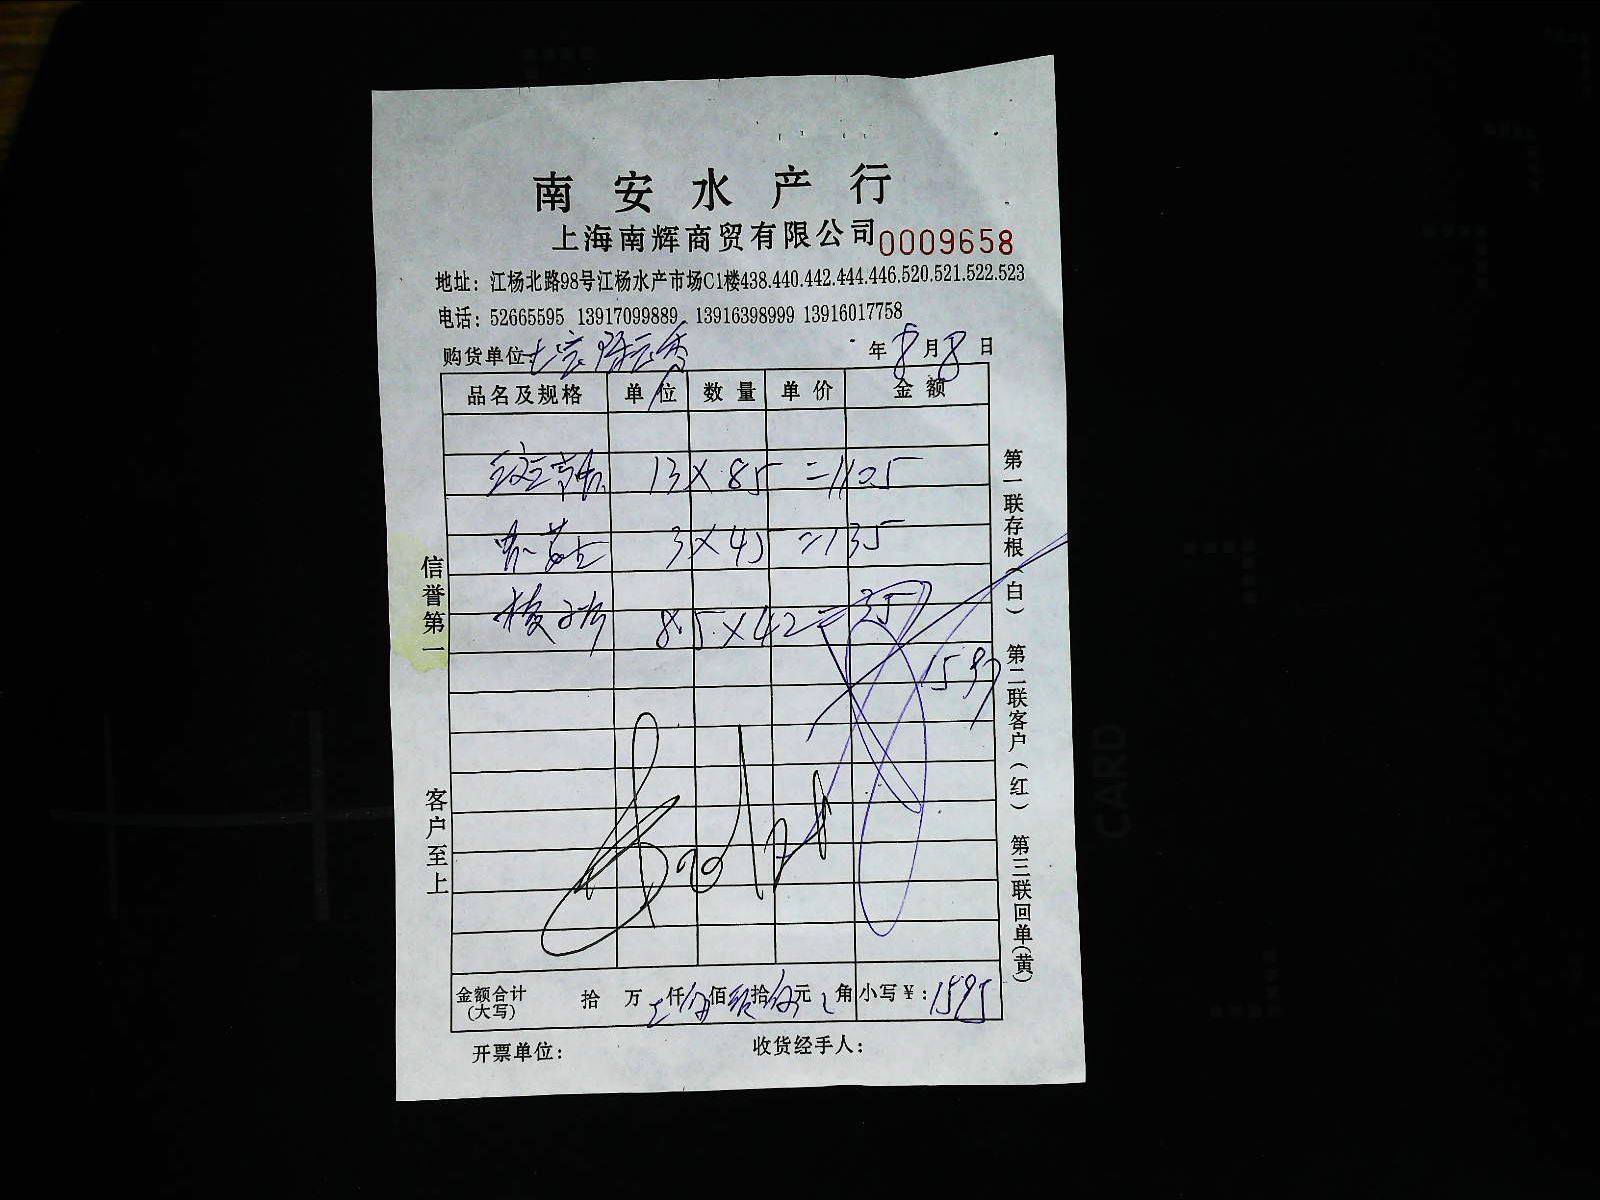 南安水产行
上海南辉商贸有限公司 0009658
地址：江杨北路98号江杨水产市场C1楼438.440.442.444.446.520.521.522.523
电话：52665595 13917099889 13916398999 13916017758
购货单位： 年 8 月 8 日
品名及规格 单位 数量 单价 金额
13 × 85 = 1105
3 × 45 = 135
8.5 × 42 = 357
1597
金额合计(大写) 拾 万 仟 佰 拾 元 角 小写￥：1595
开票单位： 收货经手人：
信誉第一 客户至上
第一联存根(白) 第二联客户(红) 第三联回单(黄)
CARD